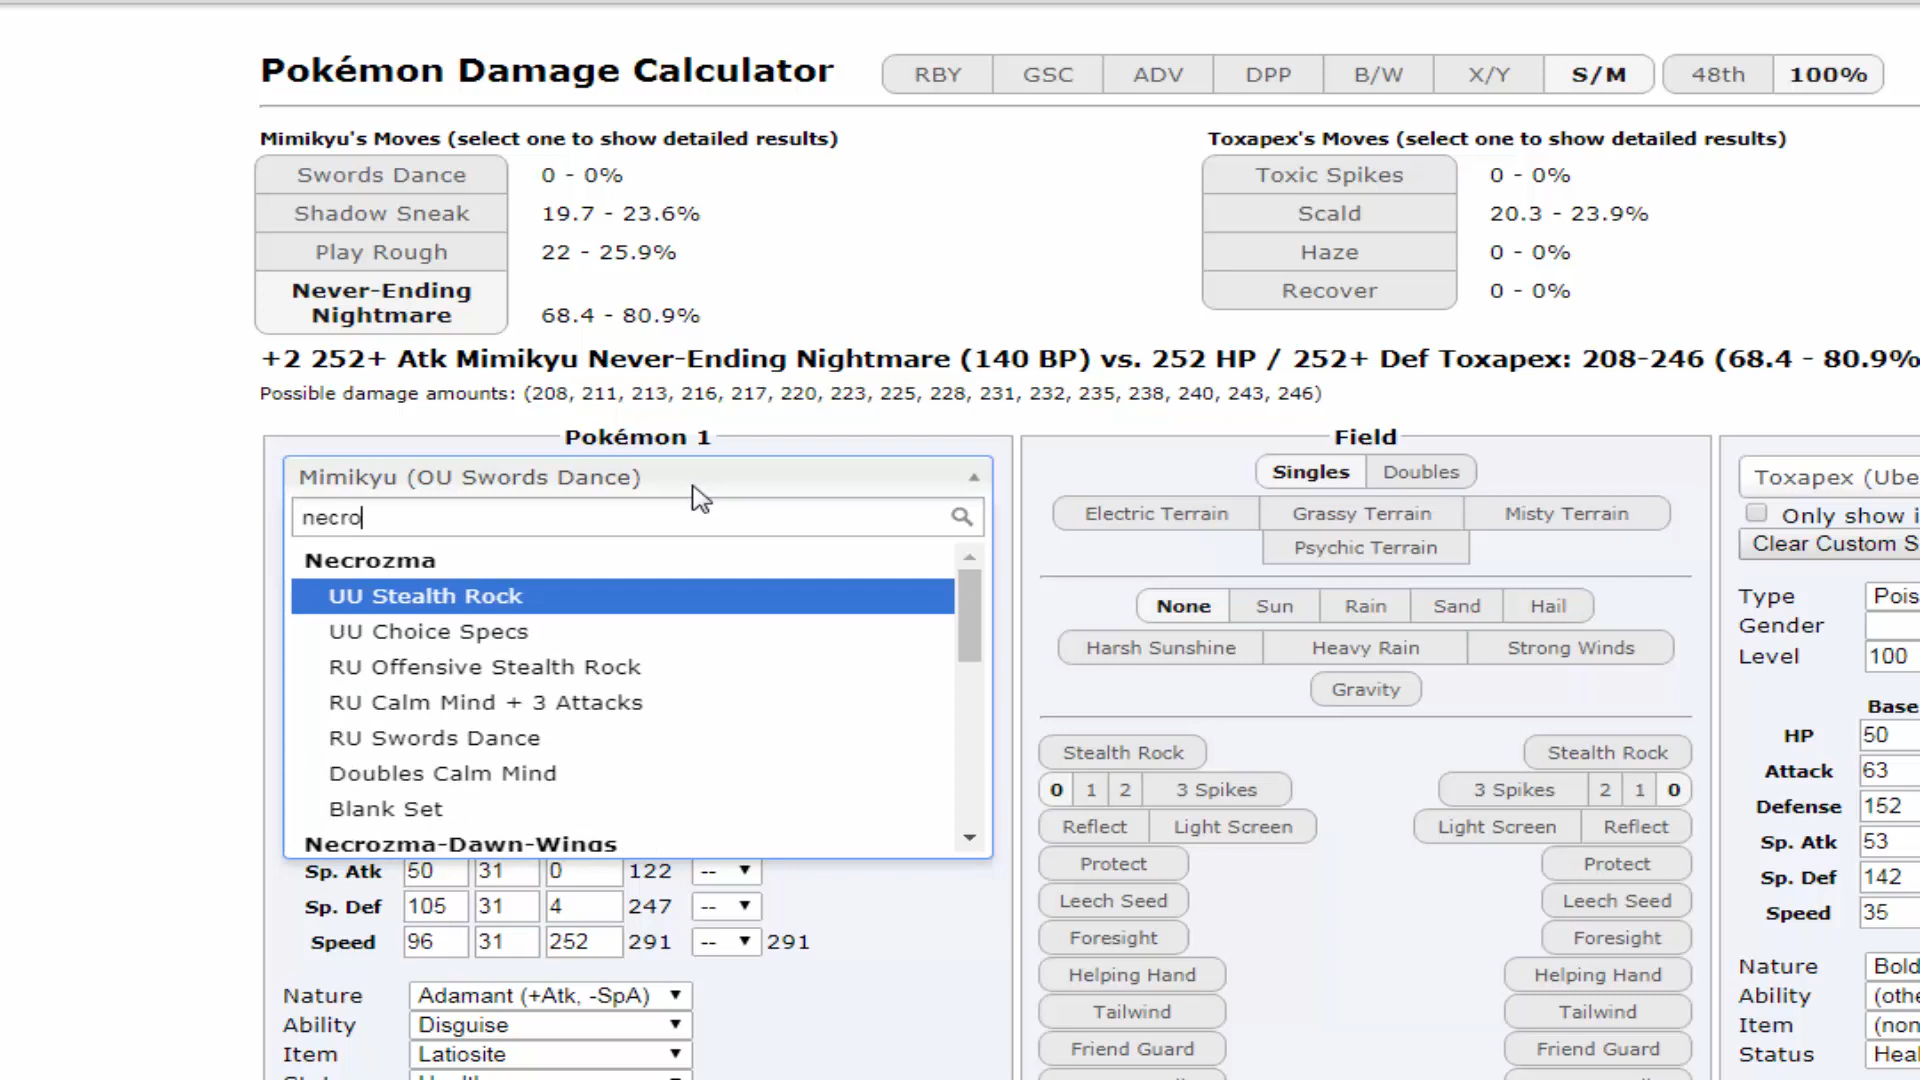 Pokémon Damage Calculator
RBY GSC ADV DPP B/W X/Y S/M 48th 100%
Mimikyu's Moves (select one to show detailed results)
Swords Dance 0 - 0%
Shadow Sneak 19.7 - 23.6%
Play Rough 22 - 25.9%
Never-Ending
Nightmare 68.4 - 80.9%
Toxapex's Moves (select one to show detailed results)
Toxic Spikes 0 - 0%
Scald 20.3 - 23.9%
Haze 0 - 0%
Recover 0 - 0%
+2 252+ Atk Mimikyu Never-Ending Nightmare (140 BP) vs. 252 HP / 252+ Def Toxapex: 208-246 (68.4 - 80.9%
Possible damage amounts: (208, 211, 213, 216, 217, 220, 223, 225, 228, 231, 232, 235, 238, 240, 243, 246)
Pokémon 1
Mimikyu (OU Swords Dance)
necro
Necrozma
UU Stealth Rock
UU Choice Specs
RU Offensive Stealth Rock
RU Calm Mind + 3 Attacks
RU Swords Dance
Doubles Calm Mind
Blank Set
Necrozma-Dawn-Wings
Sp. Atk 50 31 0 122 --
Sp. Def 105 31 4 247 --
Speed 96 31 252 291 -- 291
Nature Adamant (+Atk, -SpA)
Ability Disguise
Item Latiosite
Field
Singles Doubles
Electric Terrain Grassy Terrain Misty Terrain
Psychic Terrain
None Sun Rain Sand Hail
Harsh Sunshine Heavy Rain Strong Winds
Gravity
Stealth Rock Stealth Rock
0 1 2 3 Spikes 3 Spikes 2 1 0
Reflect Light Screen Light Screen Reflect
Protect Protect
Leech Seed Leech Seed
Foresight Foresight
Helping Hand Helping Hand
Tailwind Tailwind
Friend Guard Friend Guard
Toxapex (Ube
Only show i
Clear Custom S
Type Pois
Gender
Level 100
Base
HP 50
Attack 63
Defense 152
Sp. Atk 53
Sp. Def 142
Speed 35
Nature Bold
Ability (othe
Item (non
Status Heal